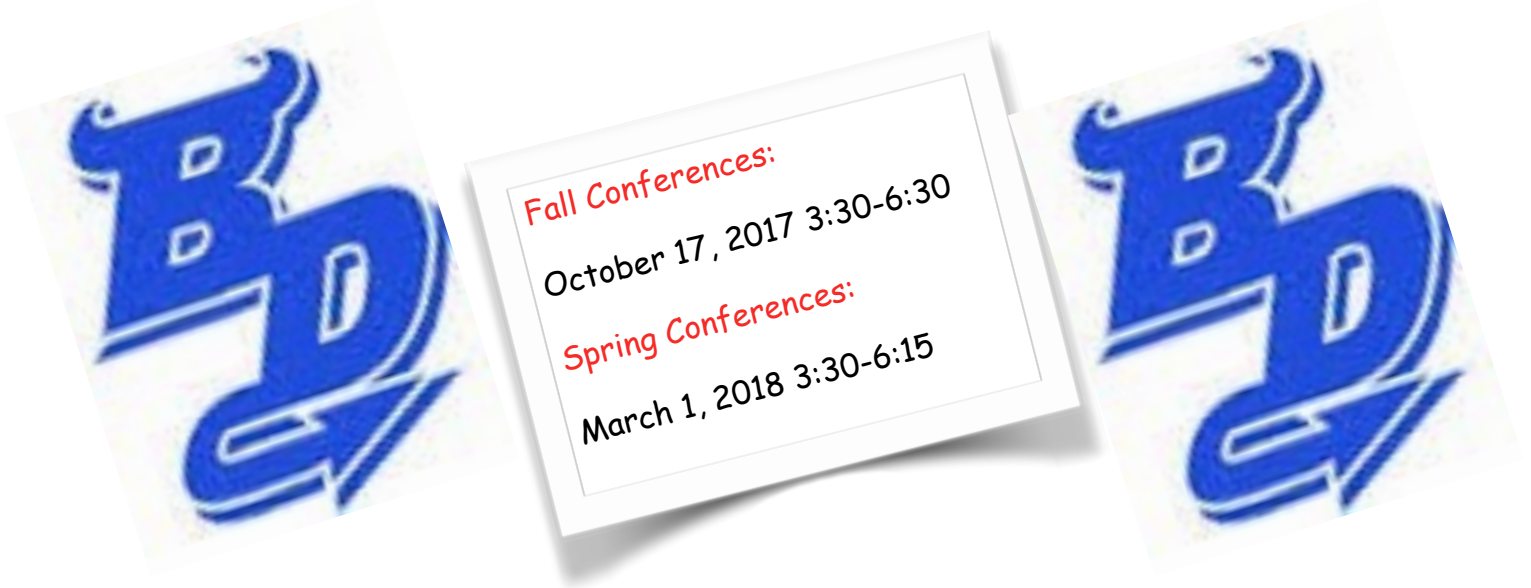 BD
Fall Conferences:
October 17, 2017 3:30-6:30
Spring Conferences:
March 1, 2018 3:30-6:15
BD